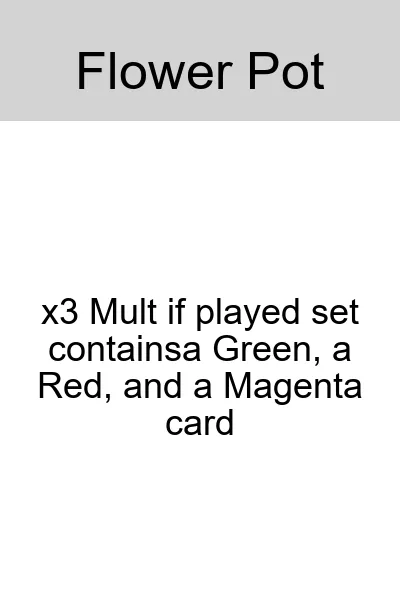 Flower Pot
x3 Mult if played set
containsa Green, a
Red, and a Magenta
card